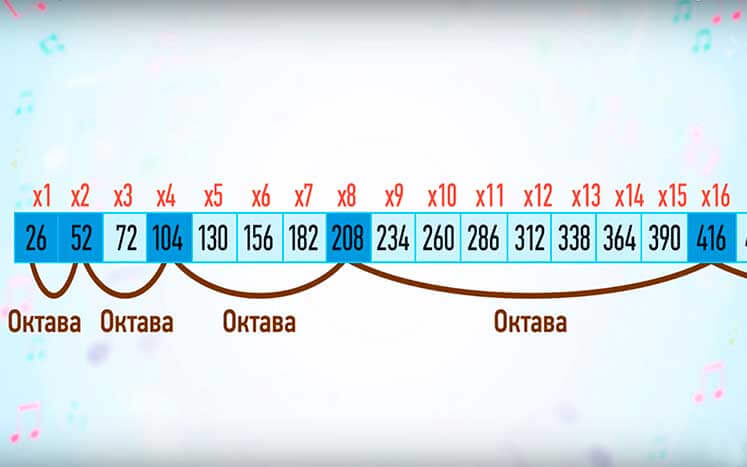 x1 x2 x3 x4 x5 x6 x7 x8 x9 x10 x11 x12 x13 x14 x15 x16
26 52 72 104 130 156 182 208 234 260 286 312 338 364 390 416
Октава Октава Октава Октава